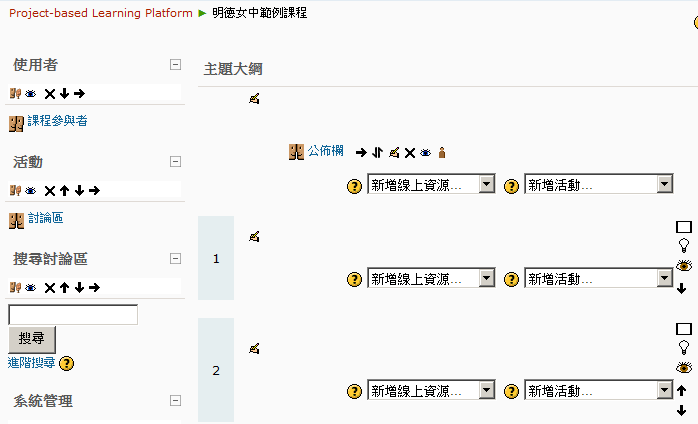 Project-based Learning Platform ► 明德女中範例課程
使用者
課程參與者
活動
討論區
搜尋討論區
搜尋
進階搜尋
系統管理
主題大綱
公佈欄
新增線上資源... 新增活動...
1
新增線上資源... 新增活動...
2
新增線上資源... 新增活動...